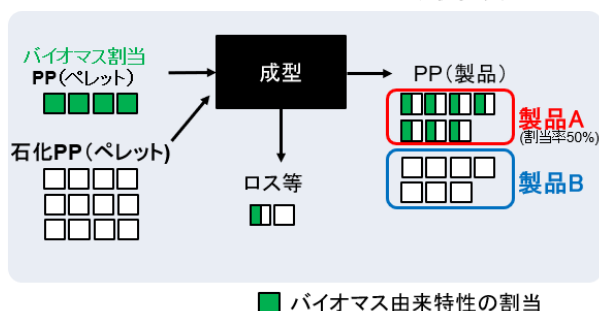 バイオマス割当
PP(ペレット)
石化PP(ペレット)
成型
ロス等
PP(製品)
製品A
(割当率50%)
製品B
バイオマス由来特性の割当